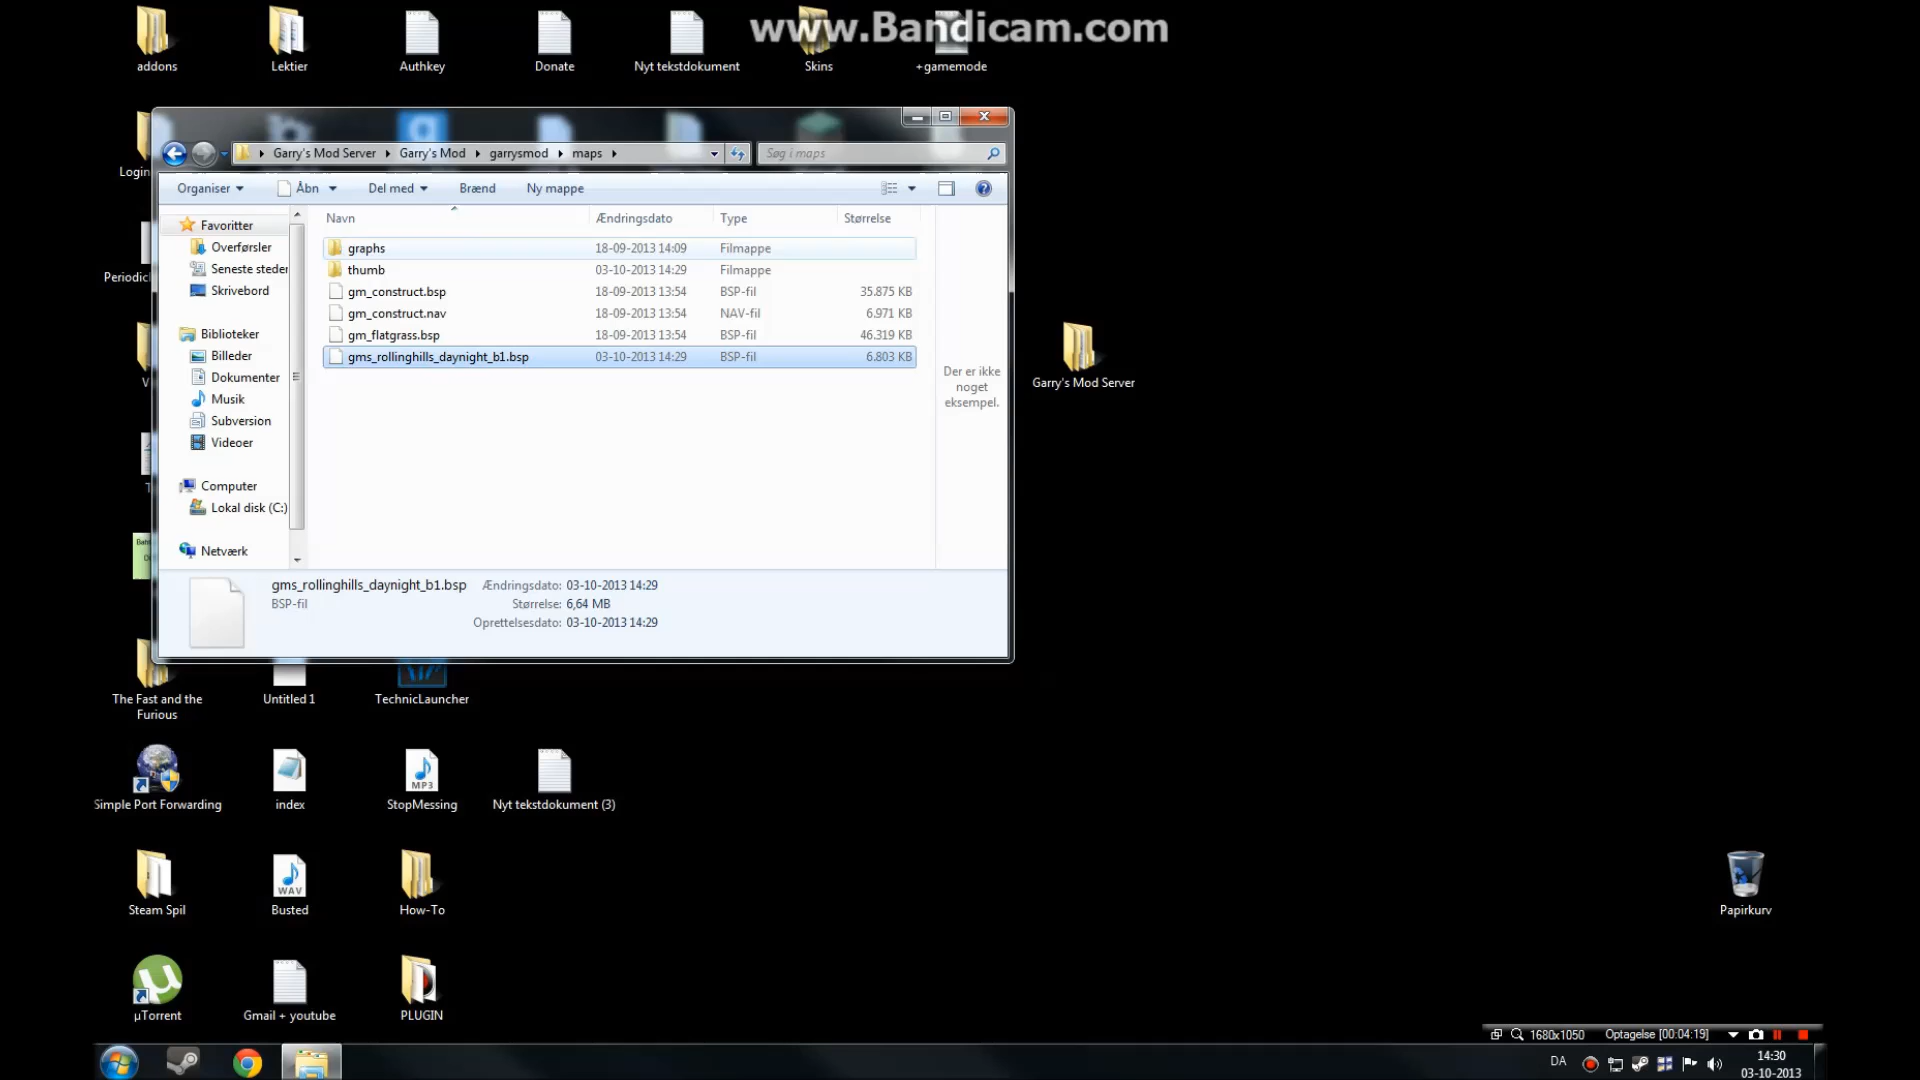 www.Bandicam.com
addons
Lektier
Authkey
Donate
Nyt tekstdokument
Skins
+gamemode
Login
Periodic
Garry's Mod Server
Garry's Mod
garrysmod
maps
Søg i maps
Organiser
Åbn
Del med
Brænd
Ny mappe
Navn
Ændringsdato
Type
Størrelse
Favoritter
Overførsler
Seneste steder
Skrivebord
Biblioteker
Billeder
Dokumenter
Musik
Subversion
Videoer
Computer
Lokal disk (C:)
Netværk
graphs 18-09-2013 14:09 Filmappe
thumb 03-10-2013 14:29 Filmappe
gm_construct.bsp 18-09-2013 13:54 BSP-fil 35.875 KB
gm_construct.nav 18-09-2013 13:54 NAV-fil 6.971 KB
gm_flatgrass.bsp 18-09-2013 13:54 BSP-fil 46.319 KB
gms_rollinghills_daynight_b1.bsp 03-10-2013 14:29 BSP-fil 6.803 KB
Der er ikke
noget
eksempel.
gms_rollinghills_daynight_b1.bsp Ændringsdato: 03-10-2013 14:29
BSP-fil Størrelse: 6,64 MB
Oprettelsesdato: 03-10-2013 14:29
Garry's Mod Server
The Fast and the
Furious
Untitled 1
TechnicLauncher
Simple Port Forwarding
index
MP3
StopMessing
Nyt tekstdokument (3)
Steam Spil
WAV
Busted
How-To
Papirkurv
µTorrent
Gmail + youtube
PLUGIN
1680x1050 Optagelse [00:04:19]
DA
14:30
03-10-2013